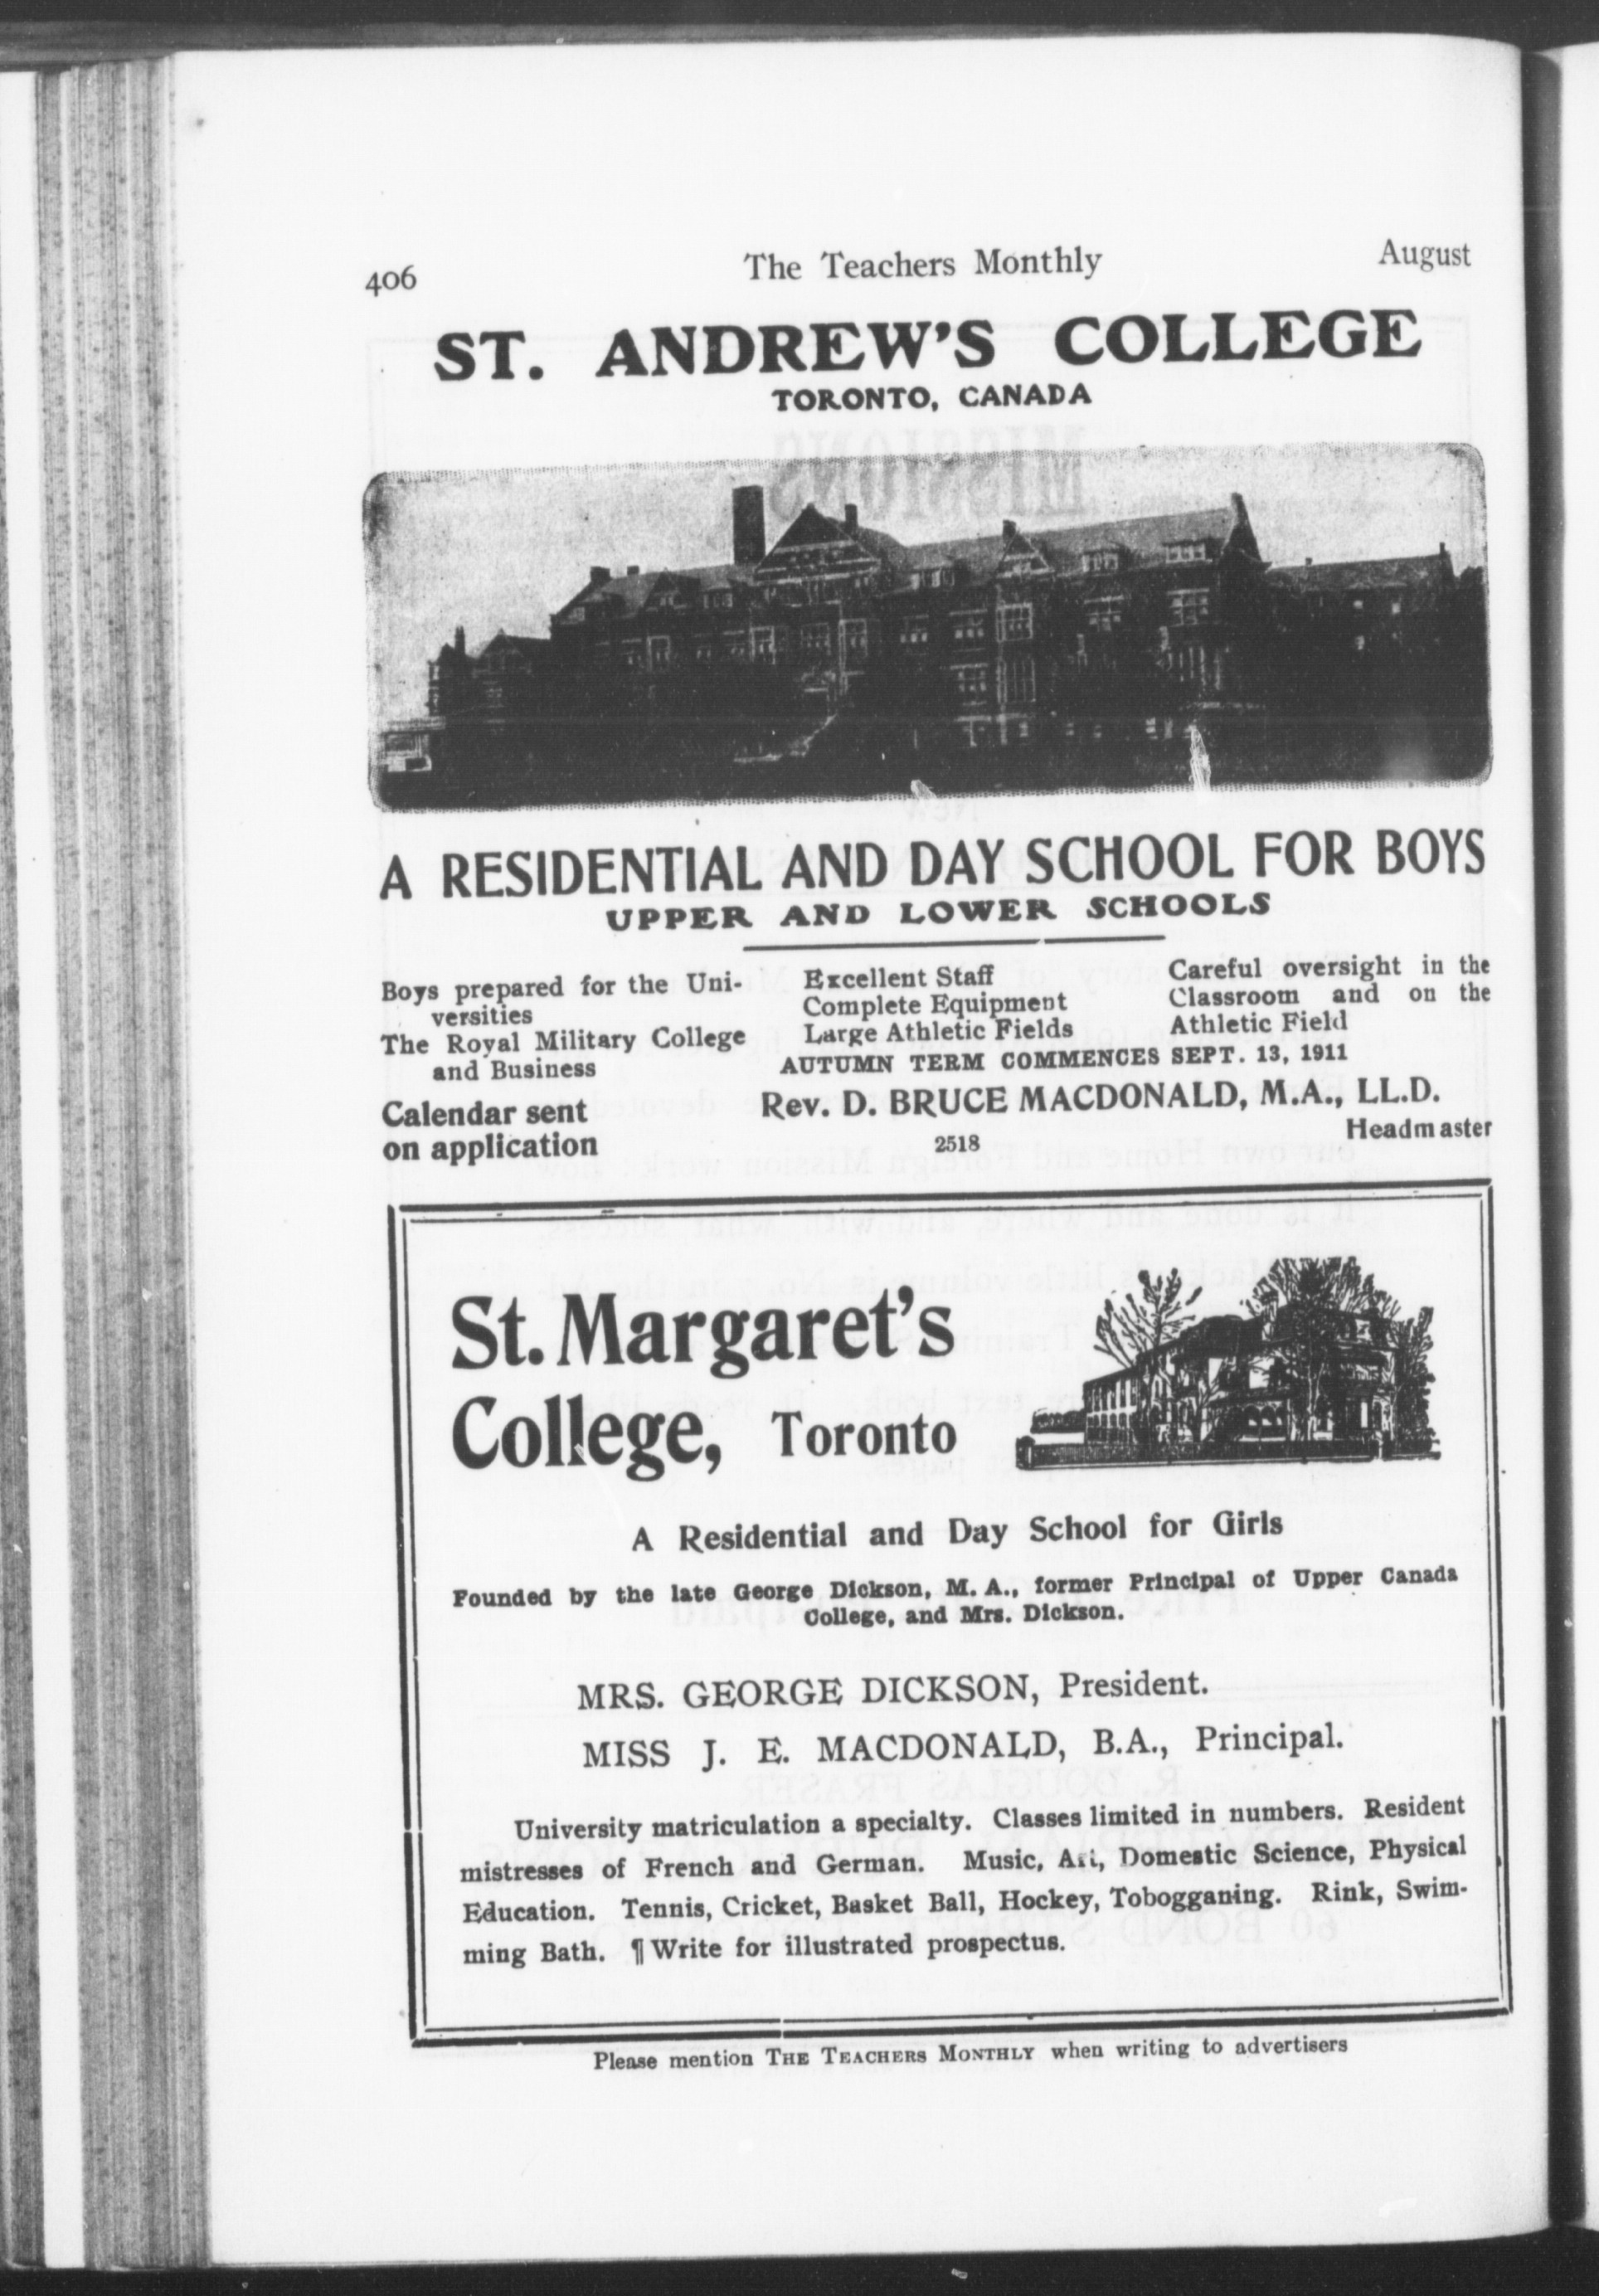 406 The Teachers Monthly August
ST. ANDREW'S COLLEGE
TORONTO, CANADA
A RESIDENTIAL AND DAY SCHOOL FOR BOYS
UPPER AND LOWER SCHOOLS
Boys prepared for the Uni-
versities
The Royal Military College
and Business
Calendar sent
on application
Excellent Staff
Complete Equipment
Large Athletic Fields
Careful oversight in the
Classroom and on the
Athletic Field
AUTUMN TERM COMMENCES SEPT. 13, 1911
Rev. D. BRUCE MACDONALD, M.A., LL.D.
Headmaster
2518
St. Margaret's
College, Toronto
A Residential and Day School for Girls
Founded by the late George Dickson, M. A., former Principal of Upper Canada
College, and Mrs. Dickson.
MRS. GEORGE DICKSON, President.
MISS J. E. MACDONALD, B.A., Principal.
University matriculation a specialty. Classes limited in numbers. Resident
mistresses of French and German. Music, Art, Domestic Science, Physical
Education. Tennis, Cricket, Basket Ball, Hockey, Tobogganing. Rink, Swim-
ming Bath. ¶ Write for illustrated prospectus.
Please mention THE TEACHERS MONTHLY when writing to advertisers